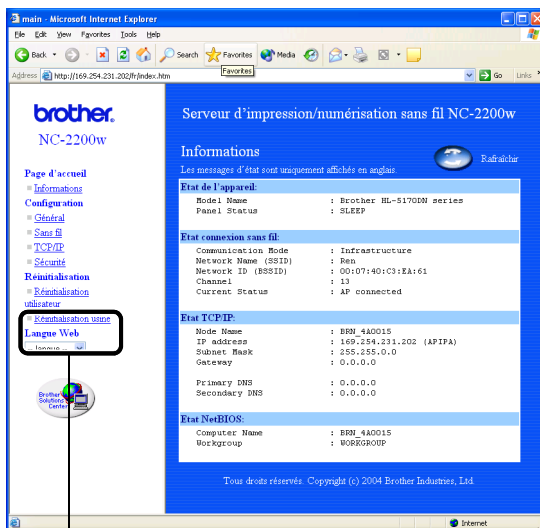 main - Microsoft Internet Explorer
File Edit View Favorites Tools Help
Back Search Favorites Media
Address http://169.254.231.202/fr/index.htm Go Links
Favorites
brother.
NC-2200w
Page d'accueil
Informations
Configuration
Général
Sans fil
TCP/IP
Sécurité
Réinitialisation
Réinitialisation
utilisateur
Réinitialisation usine
Langue Web
-- langue --
Brother
Solutions
Center
Serveur d'impression/numérisation sans fil NC-2200w
Informations
Rafraîchir
Les messages d'état sont uniquement affichés en anglais.
Etat de l'appareil:
Model Name : Brother HL-5170DN series
Panel Status : SLEEP
Etat connexion sans fil:
Communication Mode : Infrastructure
Network Name (SSID) : Ren
Network ID (BSSID) : 00:07:40:C3:EA:61
Channel : 13
Current Status : AP connected
Etat TCP/IP:
Node Name : BRN_4A0015
IP address : 169.254.231.202 (APIPA)
Subnet Mask : 255.255.0.0
Gateway : 0.0.0.0
Primary DNS : 0.0.0.0
Secondary DNS : 0.0.0.0
Etat NetBIOS:
Computer Name : BRN_4A0015
Workgroup : WORKGROUP
Tous droits réservés. Copyright (c) 2004 Brother Industries, Ltd.
Internet